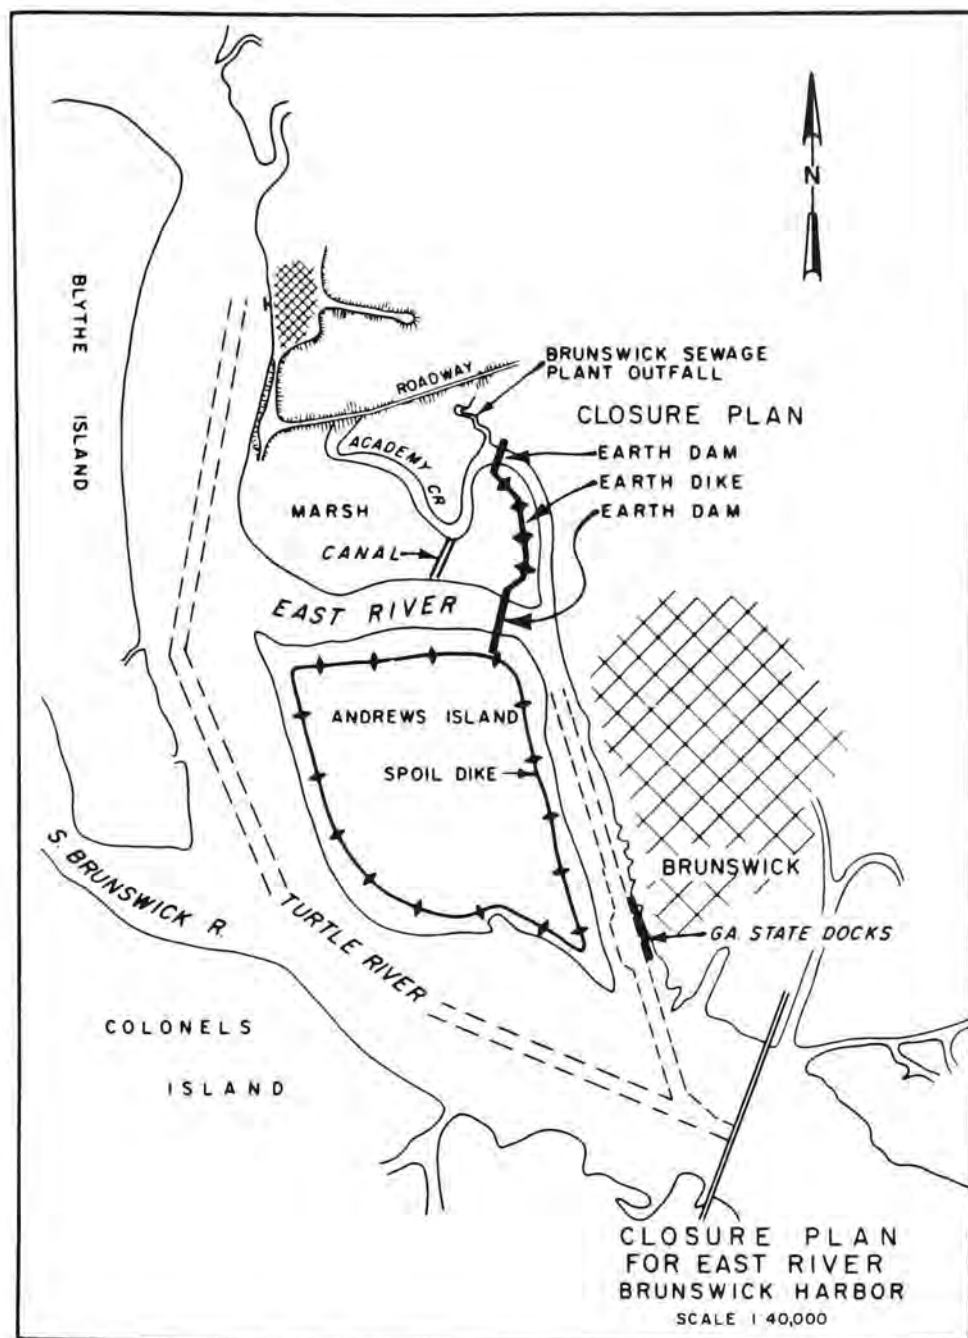 N
BLYTHE
ISLAND
BRUNSWICK SEWAGE
PLANT OUTFALL
ROADWAY
CLOSURE PLAN
ACADEMY
CR
EARTH DAM
EARTH DIKE
EARTH DAM
MARSH
CANAL
EAST RIVER
ANDREWS ISLAND
SPOIL DIKE
S. BRUNSWICK R.
TURTLE RIVER
BRUNSWICK
GA. STATE DOCKS
COLONELS
ISLAND
CLOSURE PLAN
FOR EAST RIVER
BRUNSWICK HARBOR
SCALE 1:40,000